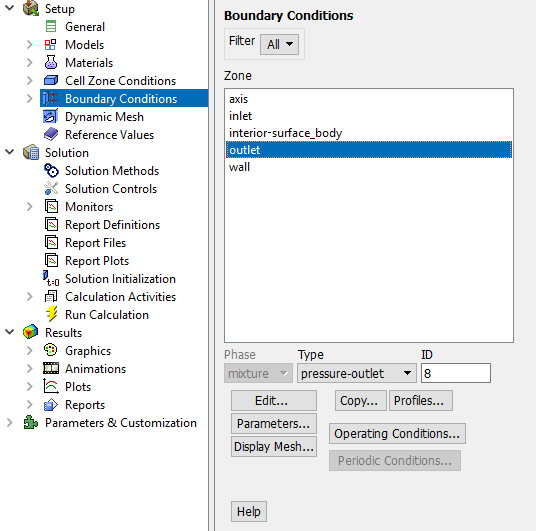 Setup
General
Models
Materials
Cell Zone Conditions
Boundary Conditions
Dynamic Mesh
Reference Values
Solution
Solution Methods
Solution Controls
Monitors
Report Definitions
Report Files
Report Plots
t=0
Solution Initialization
Calculation Activities
Run Calculation
Results
Graphics
Animations
Plots
Reports
Parameters & Customization
Boundary Conditions
Filter All
Zone
axis
inlet
interior-surface_body
outlet
wall
Phase Type ID
mixture pressure-outlet 8
Edit... Copy... Profiles...
Parameters... Operating Conditions...
Display Mesh... Periodic Conditions...
Help